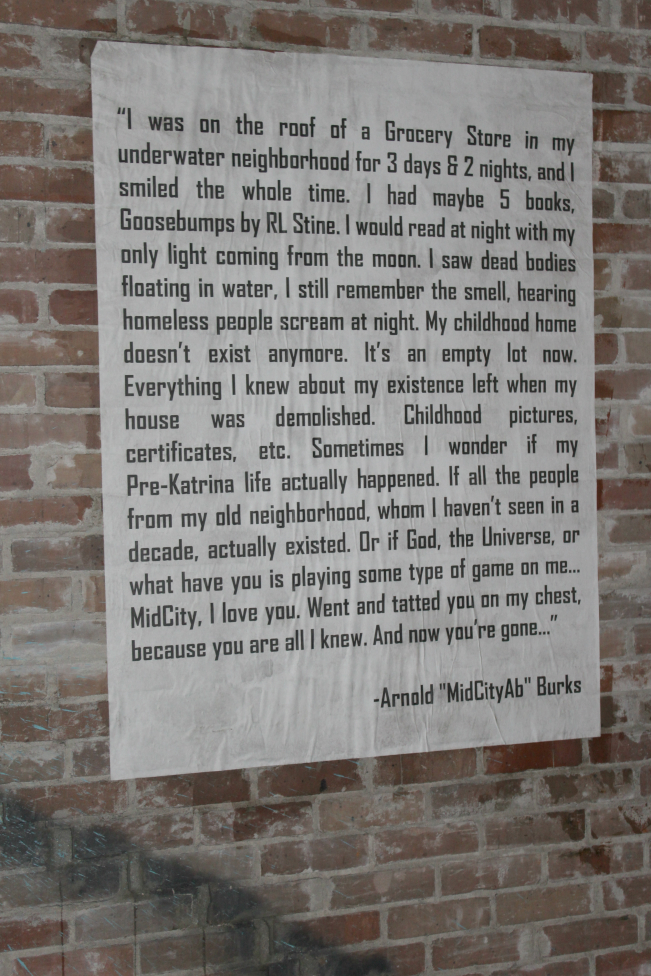 “I was on the roof of a Grocery Store in my
underwater neighborhood for 3 days & 2 nights, and I
smiled the whole time. I had maybe 5 books,
Goosebumps by RL Stine. I would read at night with my
only light coming from the moon. I saw dead bodies
floating in water, I still remember the smell, hearing
homeless people scream at night. My childhood home
doesn’t exist anymore. It’s an empty lot now.
Everything I knew about my existence left when my
house was demolished. Childhood pictures,
certificates, etc. Sometimes I wonder if my
Pre-Katrina life actually happened. If all the people
from my old neighborhood, whom I haven’t seen in a
decade, actually existed. Or if God, the Universe, or
what have you is playing some type of game on me...
MidCity, I love you. Went and tatted you on my chest,
because you are all I knew. And now you’re gone...”
-Arnold "MidCityAb" Burks